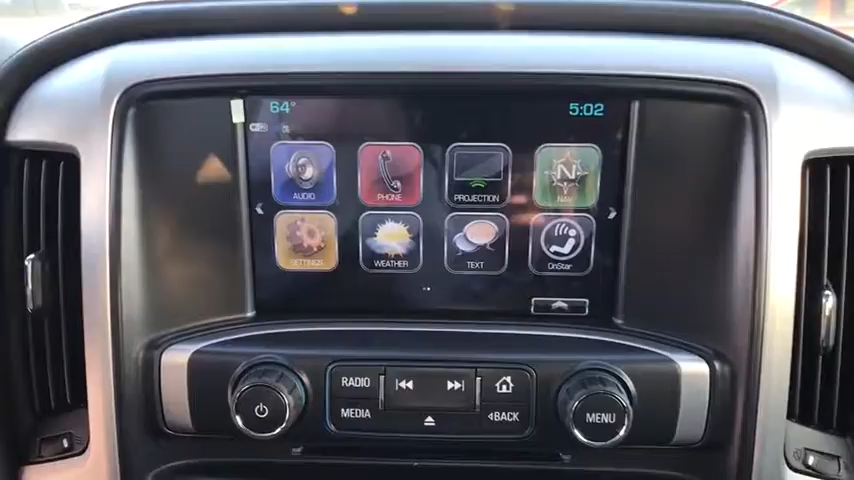 64° 5:02
AUDIO PHONE PROJECTION NAV
SETTINGS WEATHER TEXT OnStar
RADIO
MEDIA BACK
MENU